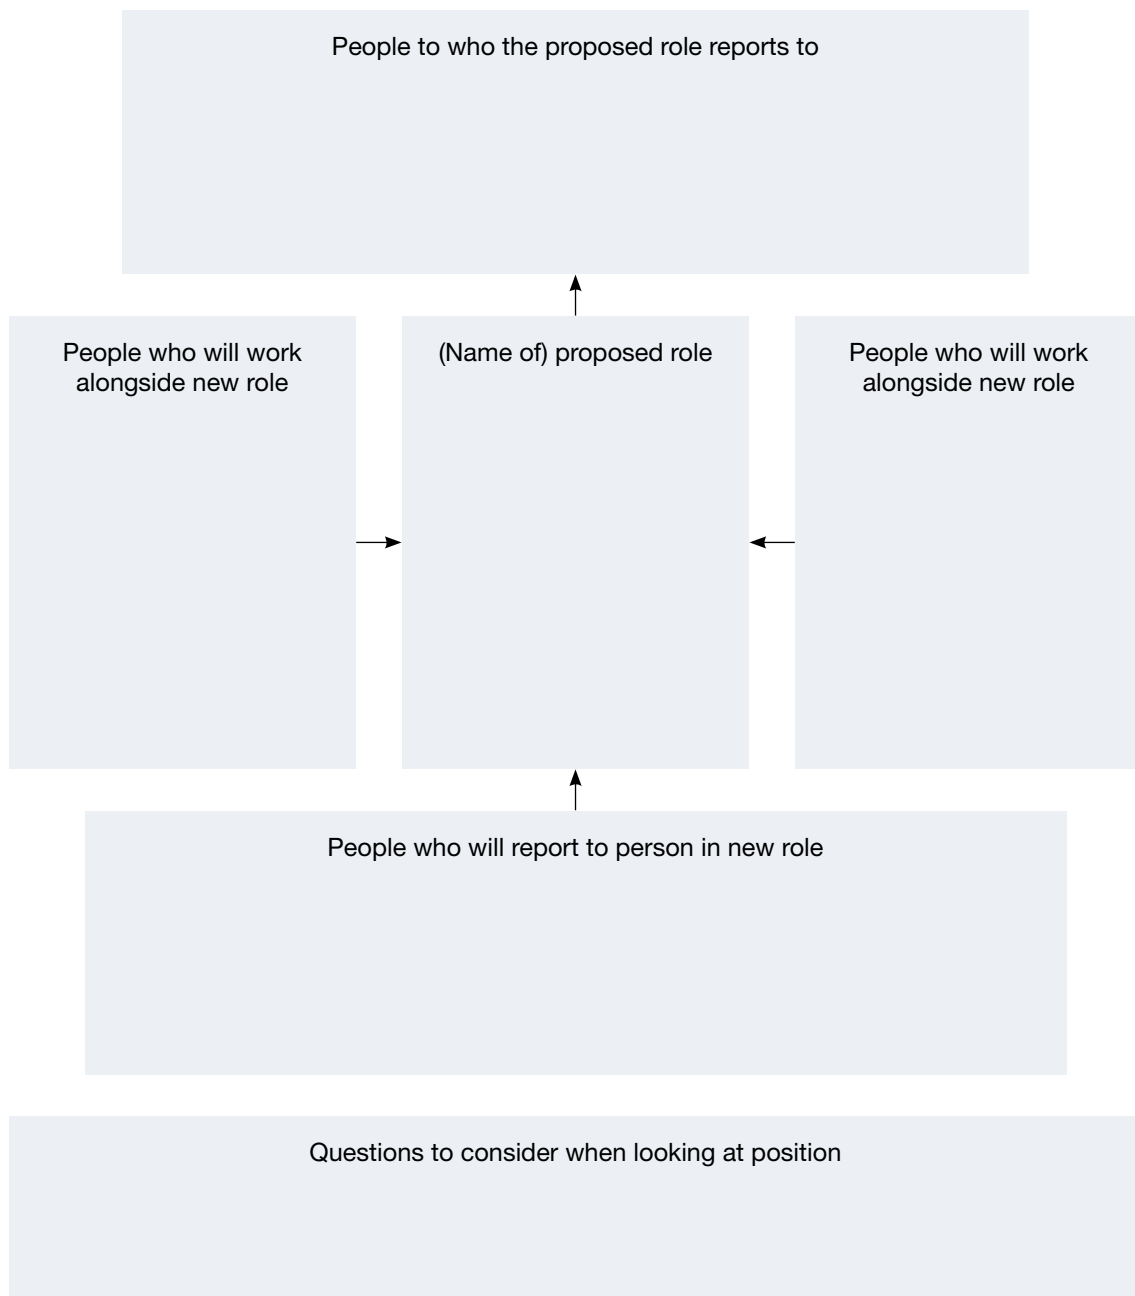 People to who the proposed role reports to
People who will work
alongside new role
(Name of) proposed role
People who will work
alongside new role
People who will report to person in new role
Questions to consider when looking at position